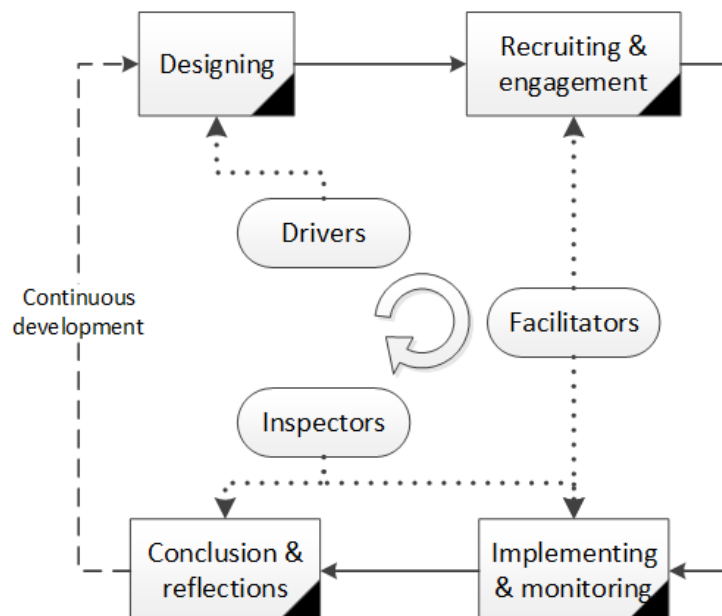 Designing
Recruiting &
engagement
Drivers
Continuous
development
Facilitators
Inspectors
Conclusion &
reflections
Implementing
& monitoring